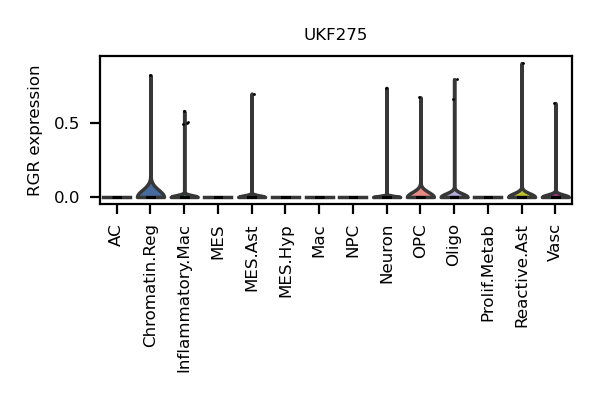 UKF275
RGR expression
0.5
0.0
AC
Chromatin.Reg
Inflammatory.Mac
MES
MES.Ast
MES.Hyp
Mac
NPC
Neuron
OPC
Oligo
Prolif.Metab
Reactive.Ast
Vasc